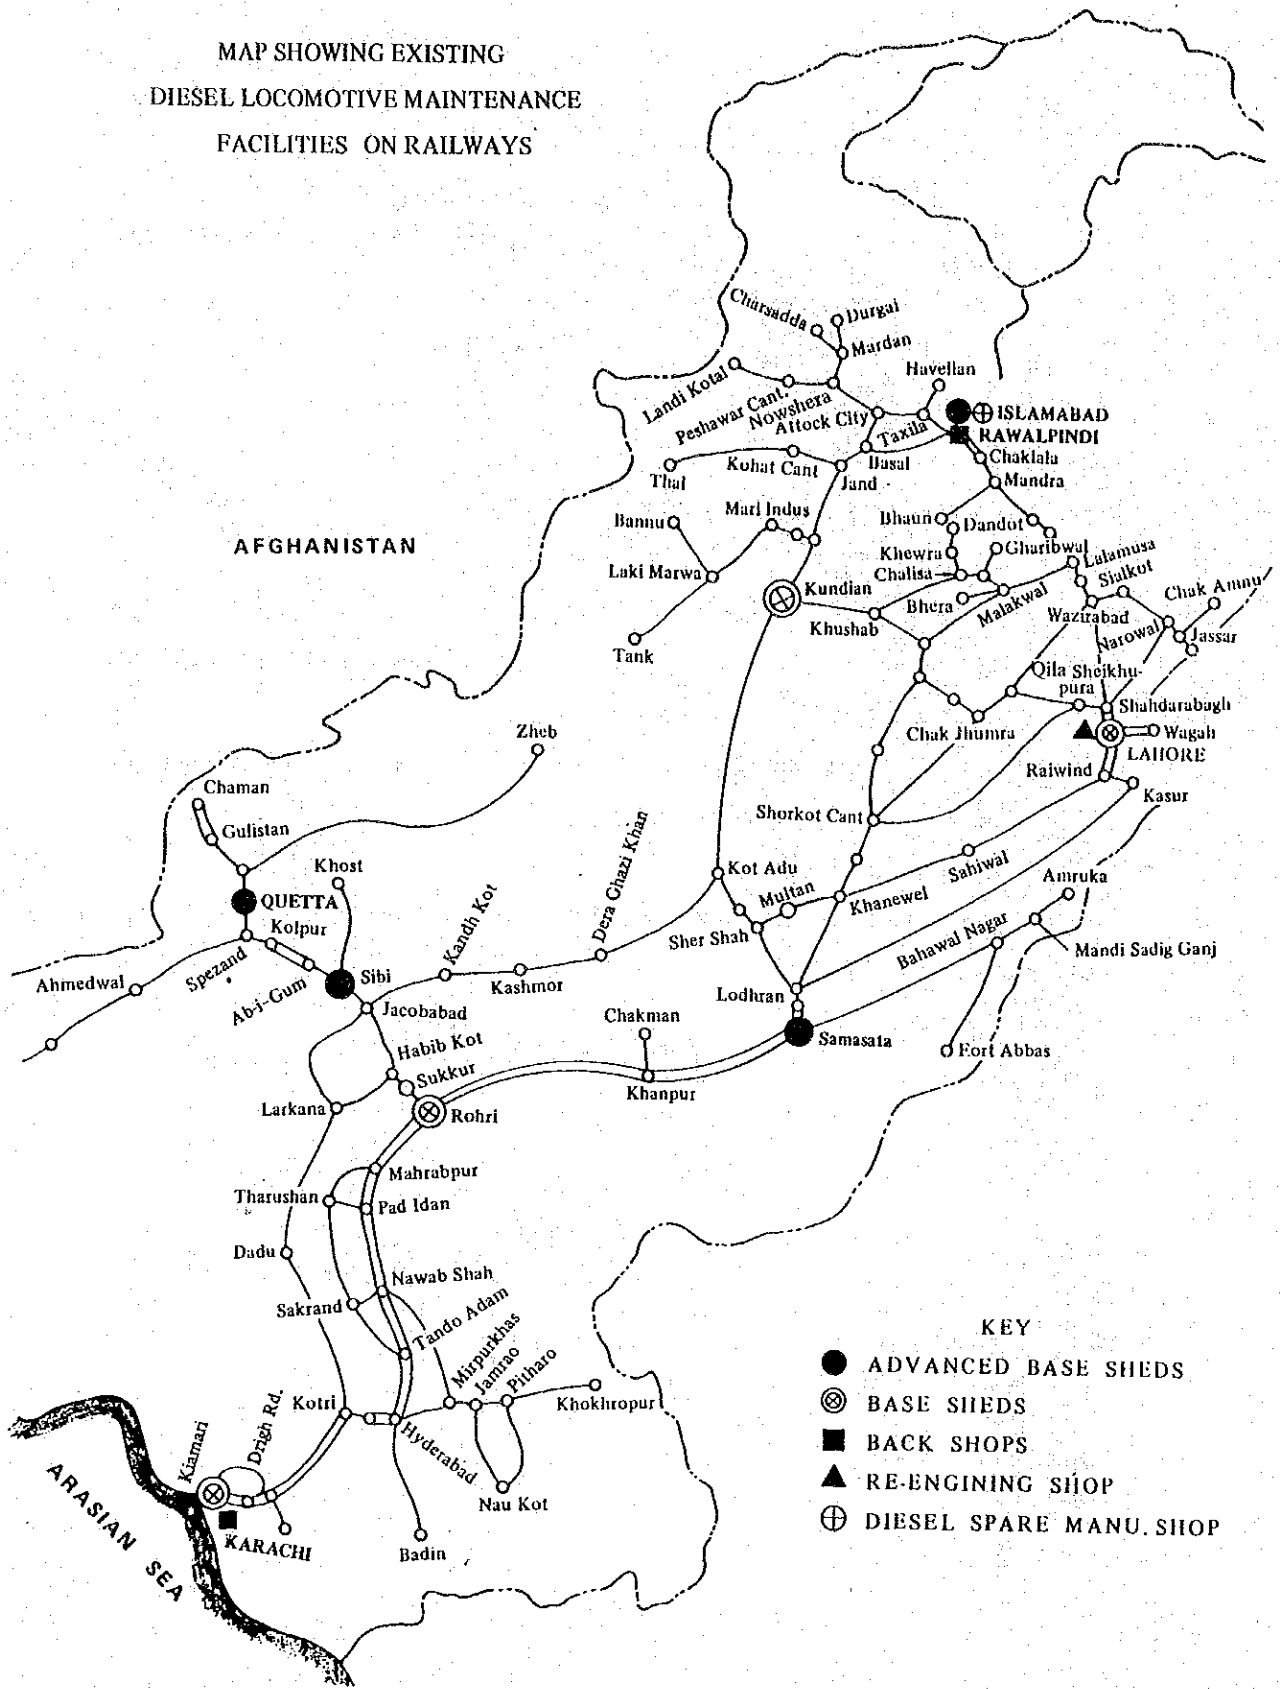 MAP SHOWING EXISTING
DIESEL LOCOMOTIVE MAINTENANCE
FACILITIES ON RAILWAYS
Charsadda
Durgai
Mardan
Landi Kotal
Peshawar Cant.
Nowshera
Attock City
Havellan
Taxila
ISLAMABAD
RAWALPINDI
Chaklala
Mandra
Thal
Kohat Cant
Basal
Jand
Bannu
Mari Indus
Bhaun
Dandot
AFGHANISTAN
Khewra
Gharibwal
Lalamusa
Laki Marwa
Chalisa
Sialkot
Kundian
Bhera
Malakwal
Wazirabad
Chak Amnu
Khushab
Narowal
Jassar
Tank
Qila Sheikhu-
pura
Shahdarabagh
Zheb
Chak Jhumra
Wagah
LAHORE
Raiwind
Kasur
Chaman
Gulistan
Shorkot Cant
Khost
Dera Ghazi Khan
Kot Adu
Sahiwal
Amruka
QUETTA
Multan
Khanewel
Kolpur
Kandh Kot
Sher Shah
Bahawal Nagar
Mandi Sadig Ganj
Ahmedwal
Spezand
Ab-j-Gum
Sibi
Kashmor
Lodhran
Jacobabad
Chakman
Samasata
Habib Kot
Fort Abbas
Sukkur
Khanpur
Larkana
Rohri
Mahrabpur
Tharushan
Pad Idan
Dadu
Nawab Shah
Sakrand
Tando Adam
Mirpurkhas
Jamrao
Pitharo
Kotri
Khokhropur
Drigh Rd.
Kiamari
Hyderabad
Nau Kot
KARACHI
Badin
ARASIAN SEA
KEY
ADVANCED BASE SHEDS
BASE SHEDS
BACK SHOPS
RE-ENGINING SHOP
DIESEL SPARE MANU. SHOP